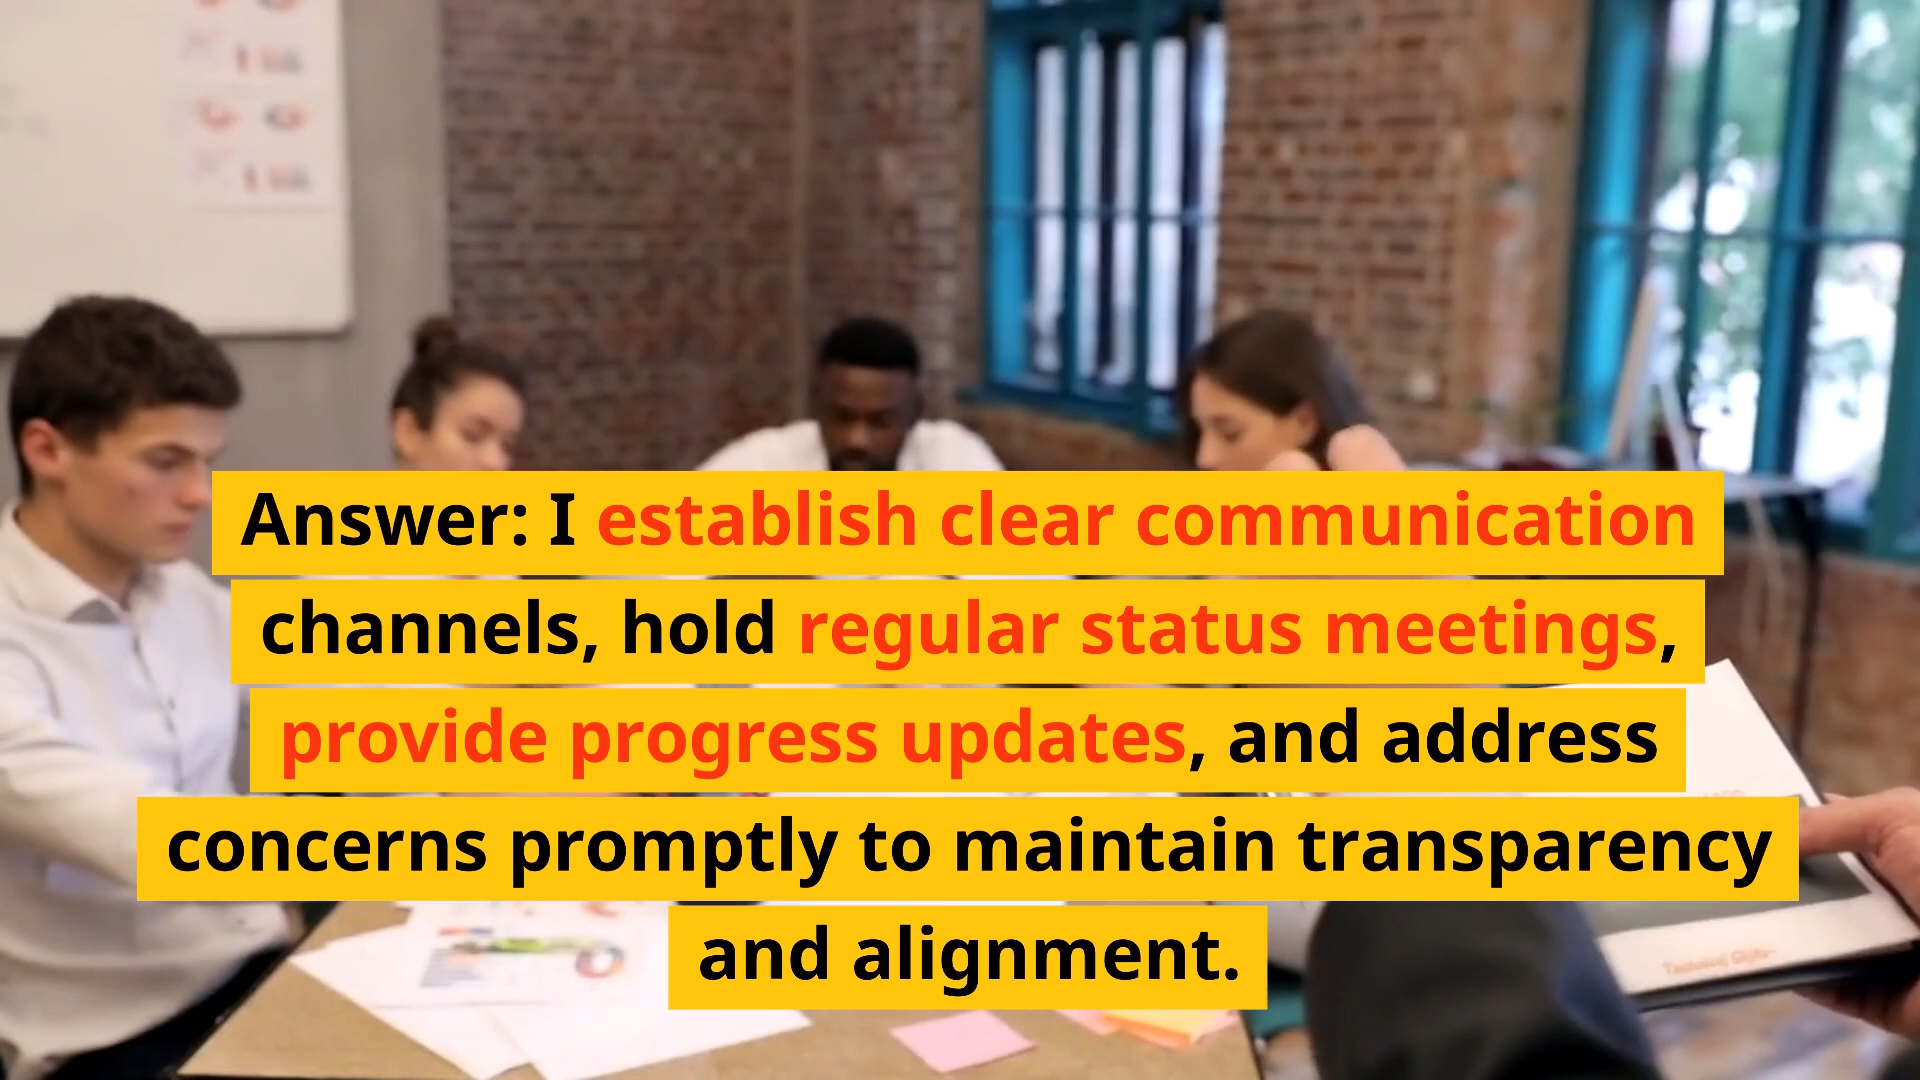 Answer: I establish clear communication
channels, hold regular status meetings,
provide progress updates, and address
concerns promptly to maintain transparency
and alignment.